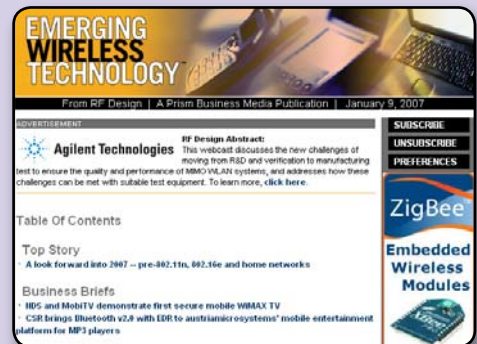 EMERGING
WIRELESS
TECHNOLOGY
From RF Design | A Prism Business Media Publication | January 9, 2007
ADVERTISEMENT
Agilent Technologies
RF Design Abstract:
This webcast discusses the new challenges of
moving from R&D and verification to manufacturing
test to ensure the quality and performance of MIMO WLAN systems, and addresses how these
challenges can be met with suitable test equipment. To learn more, click here.
Table Of Contents
Top Story
· A look forward into 2007 -- pre-802.11n, 802.16e and home networks
Business Briefs
· NDS and MobiTV demonstrate first secure mobile WiMAX TV
· CSR brings Bluetooth v2.0 with EDR to austriamicrosystems' mobile entertainment
platform for MP3 players
SUBSCRIBE
UNSUBSCRIBE
PREFERENCES
ZigBee™
Embedded
Wireless
Modules